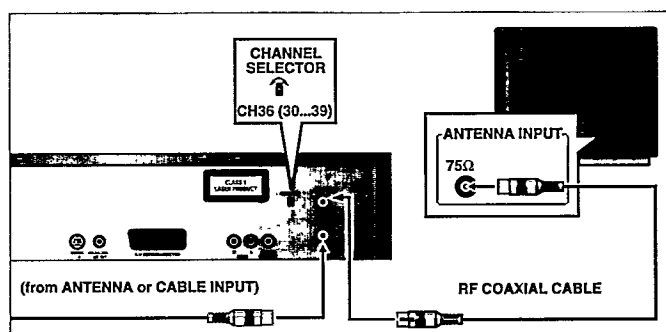 CHANNEL
SELECTOR
CH36 (30...39)
ANTENNA INPUT
75Ω
CLASS 1
LASER PRODUCT
(from ANTENNA or CABLE INPUT)
RF COAXIAL CABLE